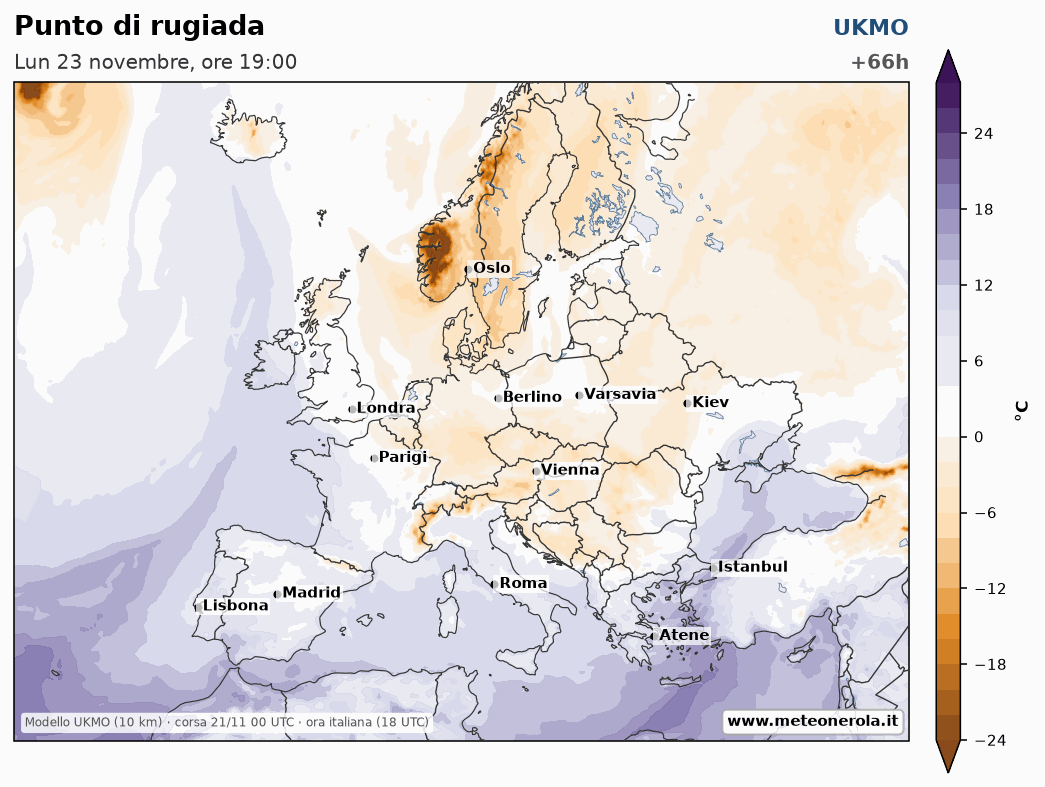 Punto di rugiada
UKMO
Lun 23 novembre, ore 19:00
+66h
Oslo
Londra
Berlino
Varsavia
Kiev
Parigi
Vienna
Istanbul
Roma
Madrid
Lisbona
Atene
24
18
12
6
0
−6
−12
−18
−24
°C
Modello UKMO (10 km) · corsa 21/11 00 UTC · ora italiana (18 UTC)
www.meteonerola.it